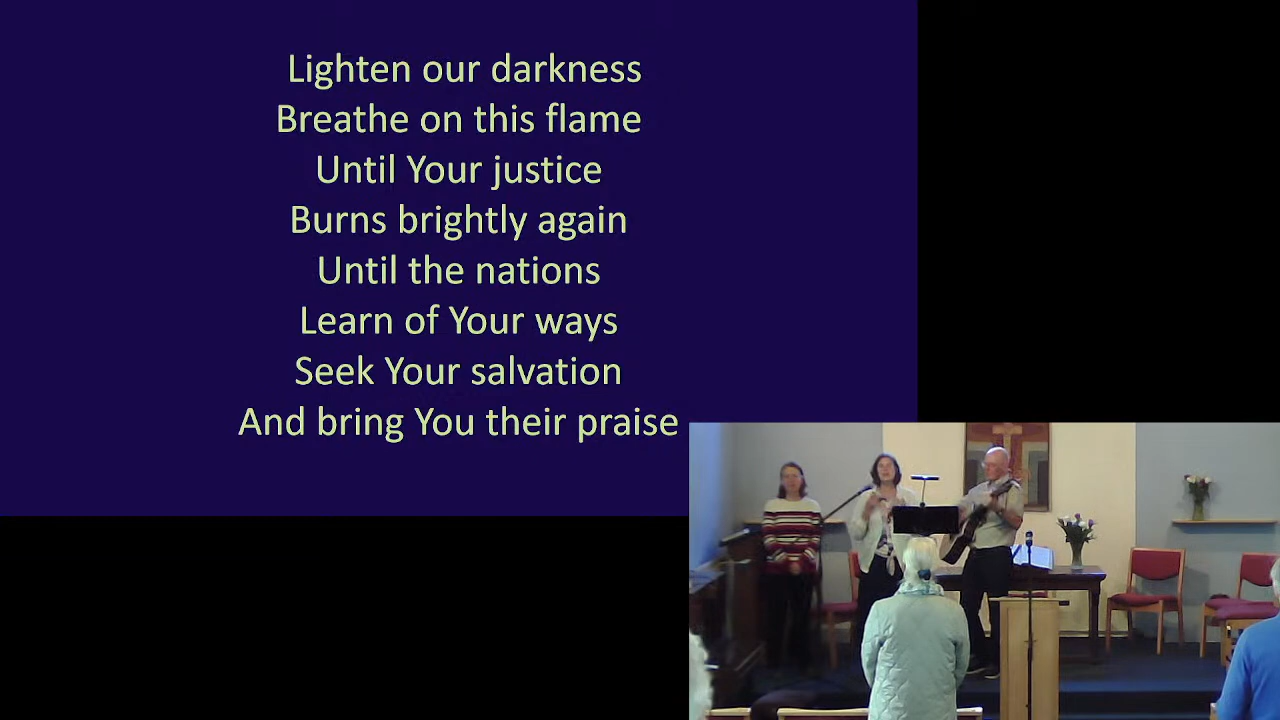 Lighten our darkness
Breathe on this flame
Until Your justice
Burns brightly again
Until the nations
Learn of Your ways
Seek Your salvation
And bring You their praise